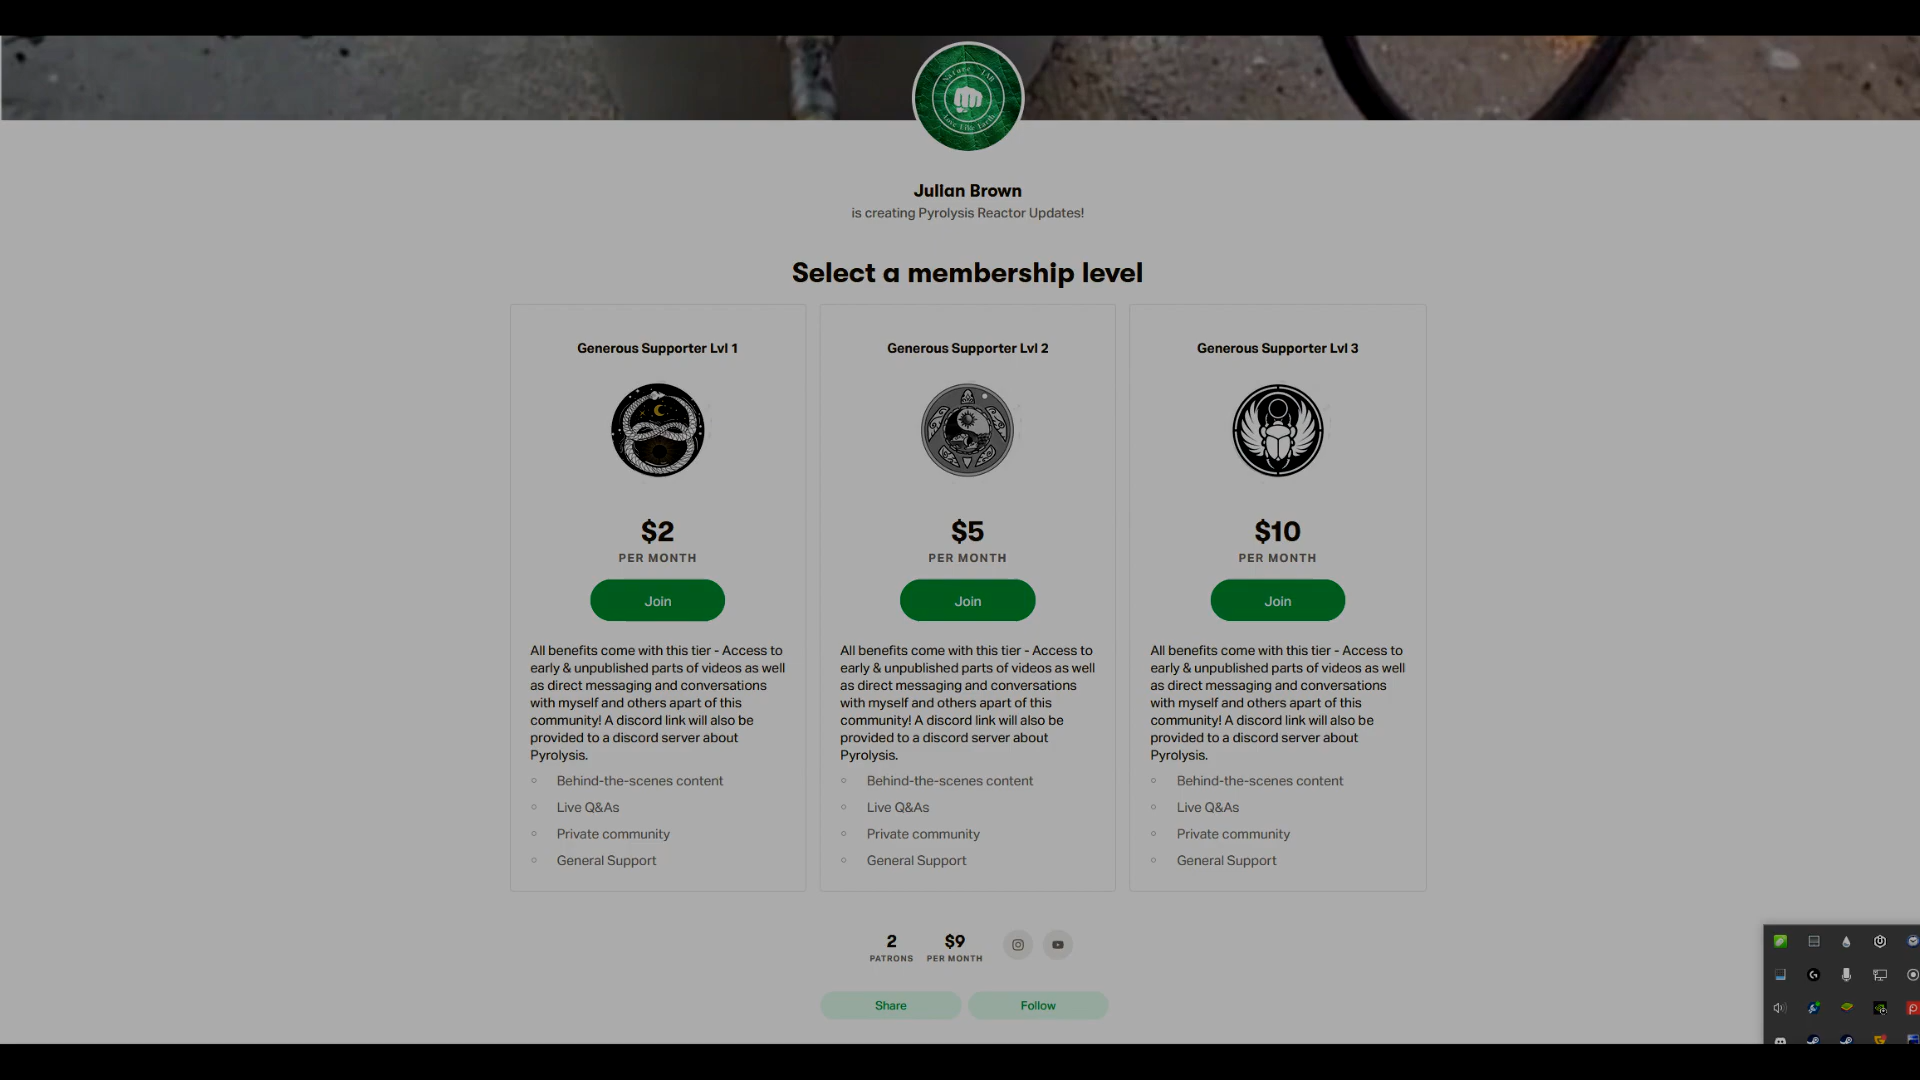 Nature LAB
Love Like Earth
Julian Brown
is creating Pyrolysis Reactor Updates!
Select a membership level
Generous Supporter Lvl 1
Generous Supporter Lvl 2
Generous Supporter Lvl 3
$2
$5
$10
PER MONTH
PER MONTH
PER MONTH
Join
Join
Join
All benefits come with this tier - Access to
early & unpublished parts of videos as well
as direct messaging and conversations
with myself and others apart of this
community! A discord link will also be
provided to a discord server about
Pyrolysis.
Behind-the-scenes content
Live Q&As
Private community
General Support
All benefits come with this tier - Access to
early & unpublished parts of videos as well
as direct messaging and conversations
with myself and others apart of this
community! A discord link will also be
provided to a discord server about
Pyrolysis.
Behind-the-scenes content
Live Q&As
Private community
General Support
All benefits come with this tier - Access to
early & unpublished parts of videos as well
as direct messaging and conversations
with myself and others apart of this
community! A discord link will also be
provided to a discord server about
Pyrolysis.
Behind-the-scenes content
Live Q&As
Private community
General Support
2 $9
PATRONS PER MONTH
Share Follow